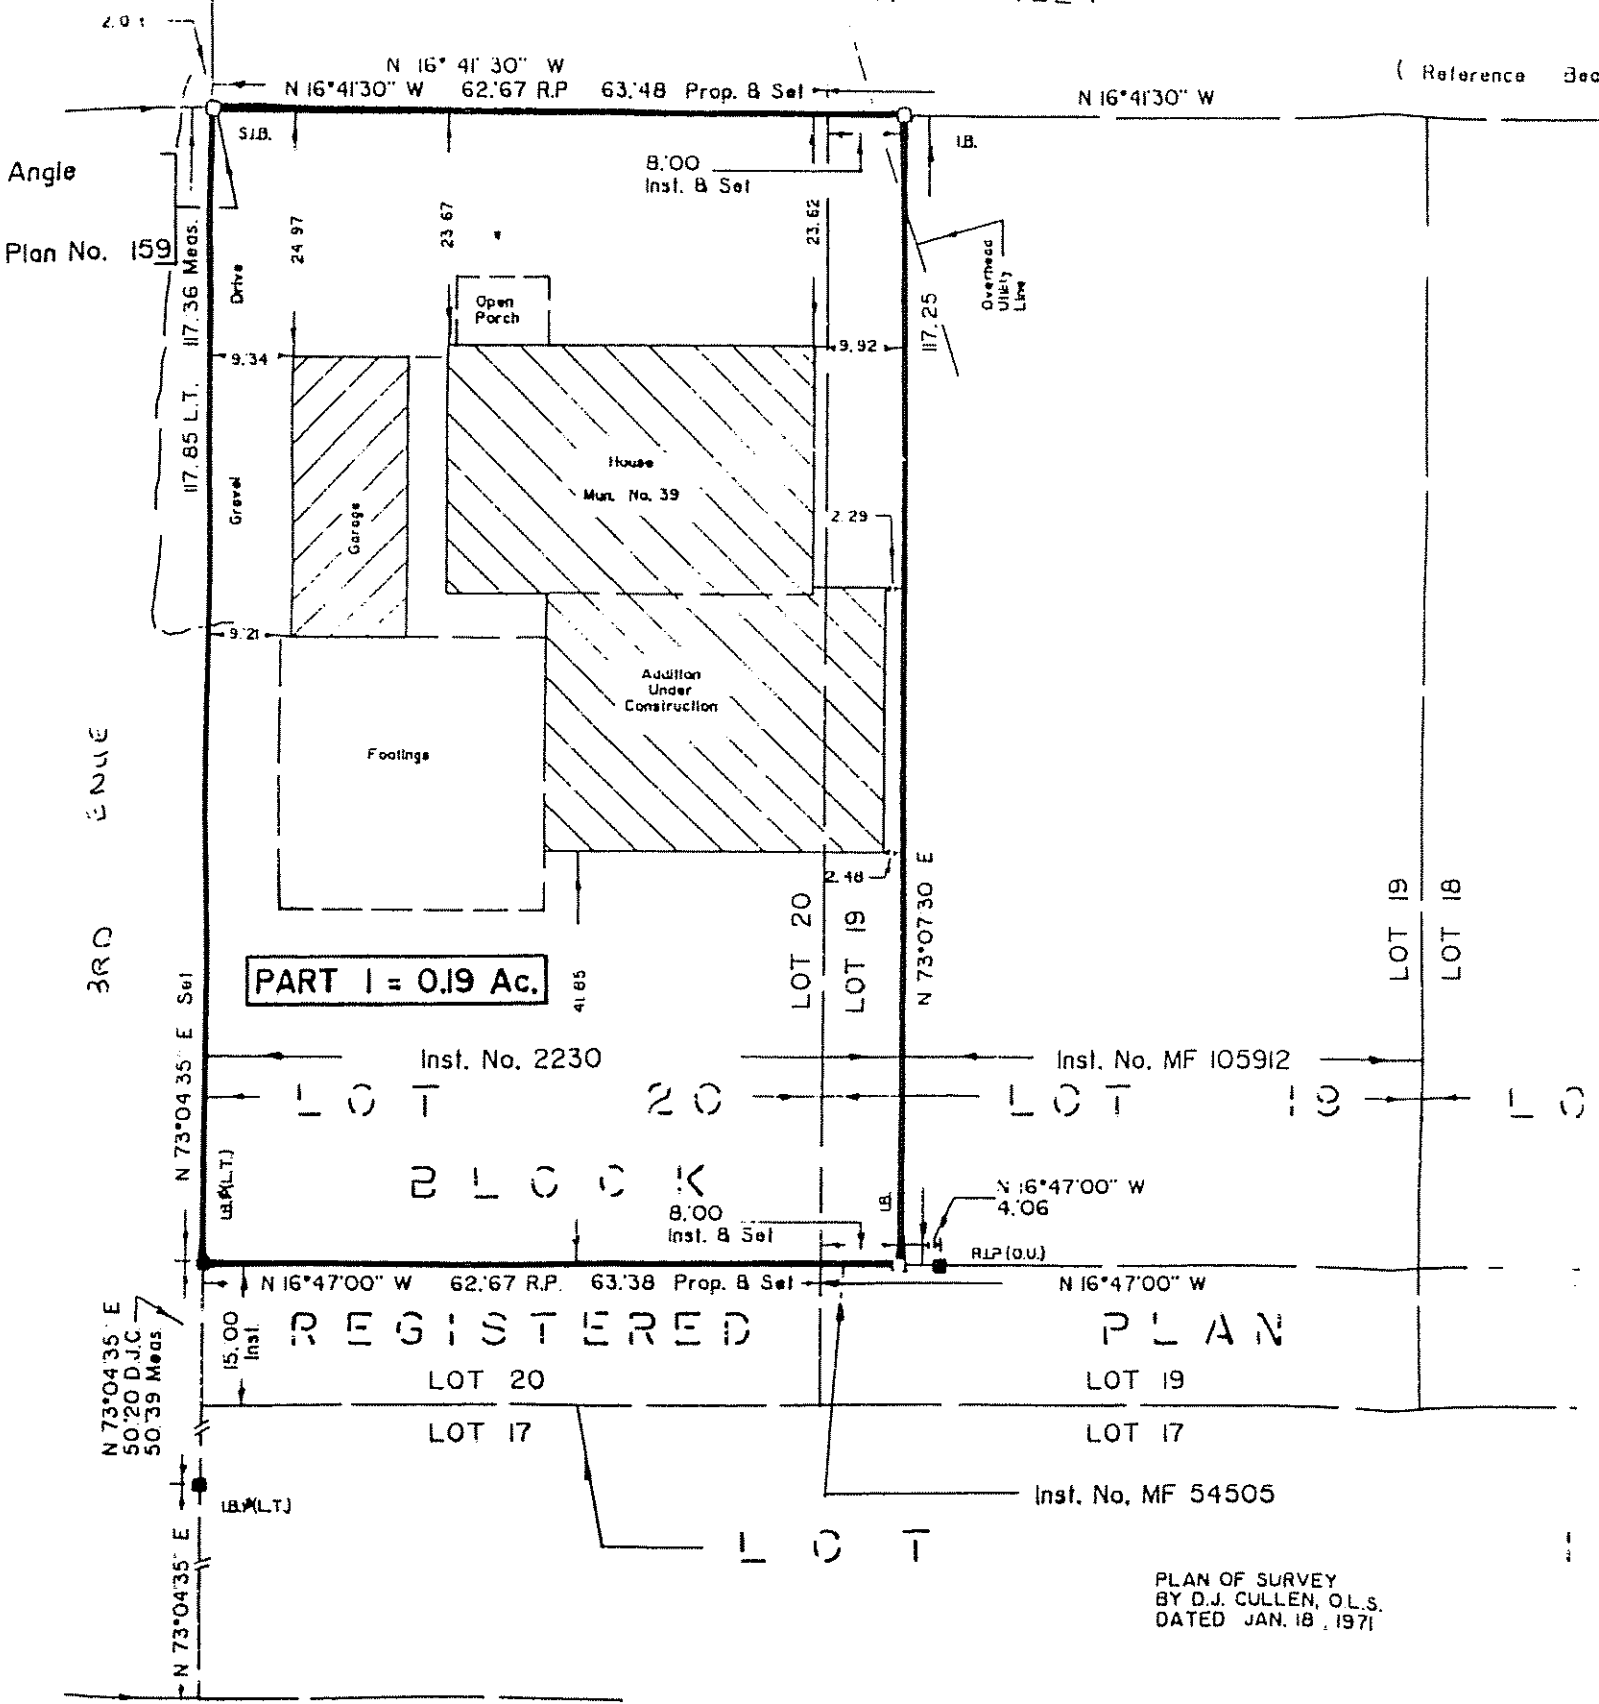 N 16° 41' 30" W
( Reference
N 16°41'30" W 62.'67 R.P 63.'48 Prop. & Set
N 16°41'30" W
S.I.B.
I.B.
Angle
8.'00
Inst. & Set
Plan No. 159
117.36 Meas.
117.85 L.T.
Drive
Gravel
24.97
23.67
23.62
Overhead
Utility
Line
117.25
Open
Porch
9.'34
9.92
House
Mun. No. 39
Garage
2.29
9.'21
Addition
Under
Construction
Footings
3RD ENUE
2.48
LOT 20
LOT 19
N 73°07'30 E
LOT 19
LOT 18
PART 1 = 0.19 Ac.
41.85
N 73°04'35" E Set
Inst. No. 2230
Inst. No. MF 105912
LOT 20
LOT 19
LO
BLOCK
I.B.(L.T.)
I.B.
N 16°47'00" W
4.'06
8.'00
Inst. & Set
R.I.P (O.U.)
N 16°47'00" W 62.'67 R.P. 63.'38 Prop. & Set
N 16°47'00" W
N 73°04'35" E
50.'20 D.J.C.
50.'39 Meas.
15.'00
Inst.
REGISTERED PLAN
LOT 20
LOT 19
LOT 17
LOT 17
I.B.(L.T.)
Inst. No. MF 54505
N 73°04'35" E
LOT
PLAN OF SURVEY
BY D.J. CULLEN, O.L.S.
DATED JAN. 18, 1971